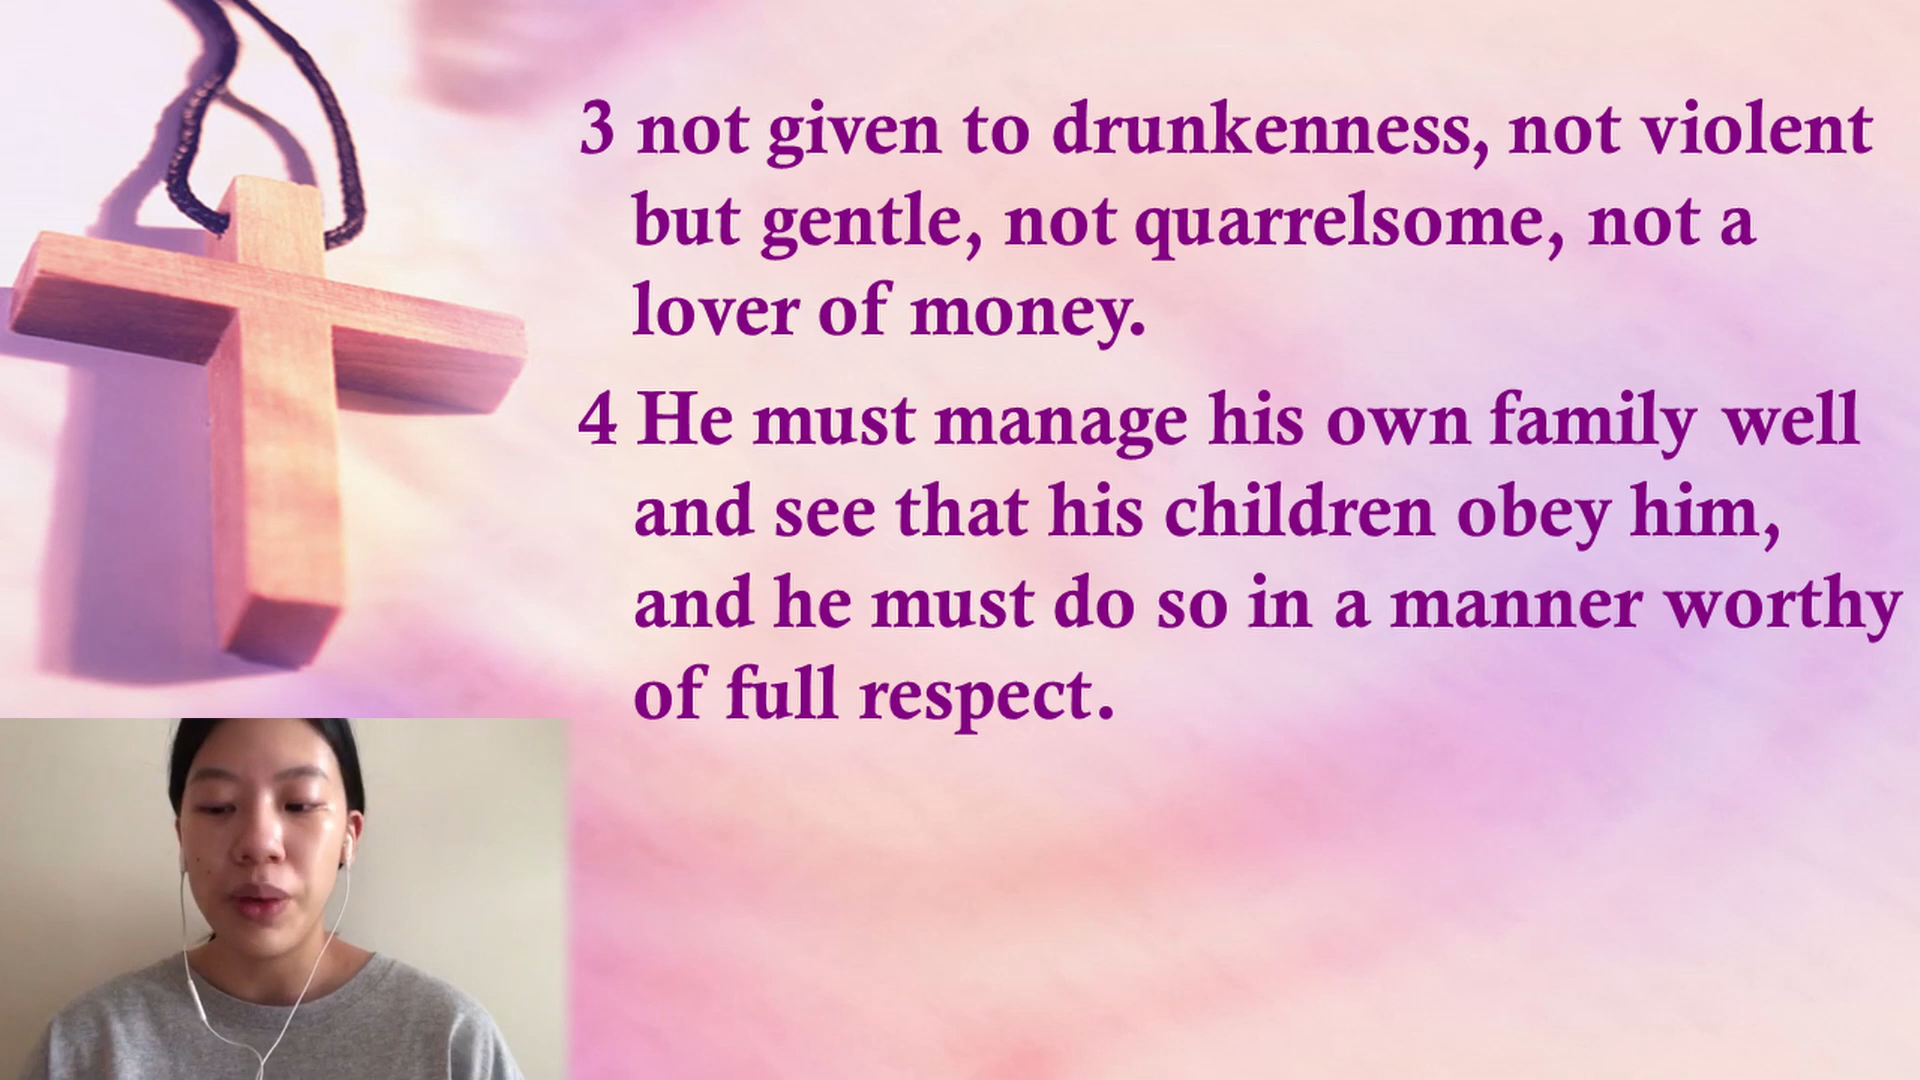 3 not given to drunkenness, not violent
but gentle, not quarrelsome, not a
lover of money.
4 He must manage his own family well
and see that his children obey him,
and he must do so in a manner worthy
of full respect.